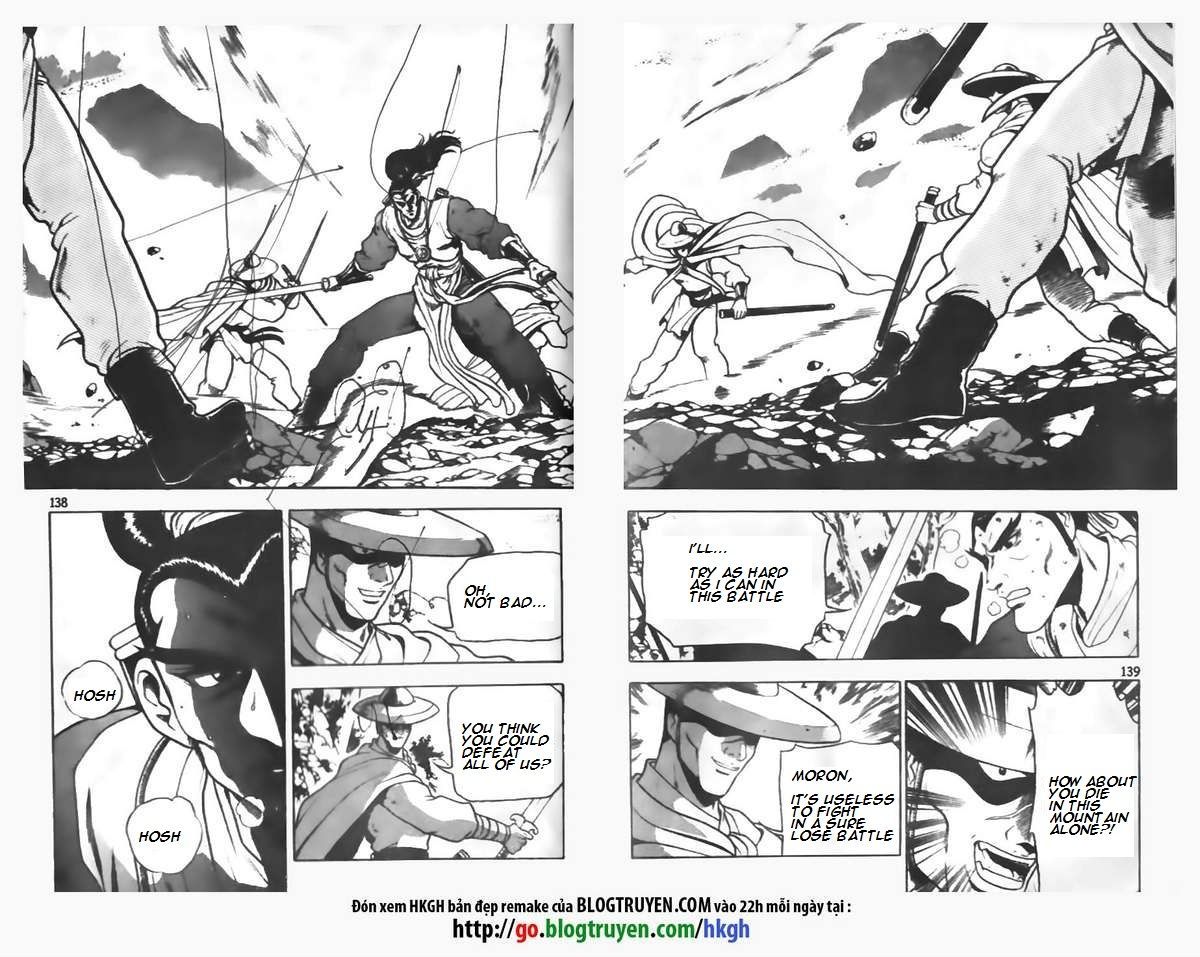 138
HOSH
HOSH
OH,
NOT BAD...
YOU THINK
YOU COULD
DEFEAT
ALL OF US?
I'LL...
TRY AS HARD
AS I CAN IN
THIS BATTLE
139
MORON,
IT'S USELESS
TO FIGHT
IN A SURE
LOSE BATTLE
HOW ABOUT
YOU DIE
IN THIS
MOUNTAIN
ALONE?!
Đón xem HKGH bản đẹp remake của BLOGTRUYEN.COM vào 22h mỗi ngày tại :
http://go.blogtruyen.com/hkgh